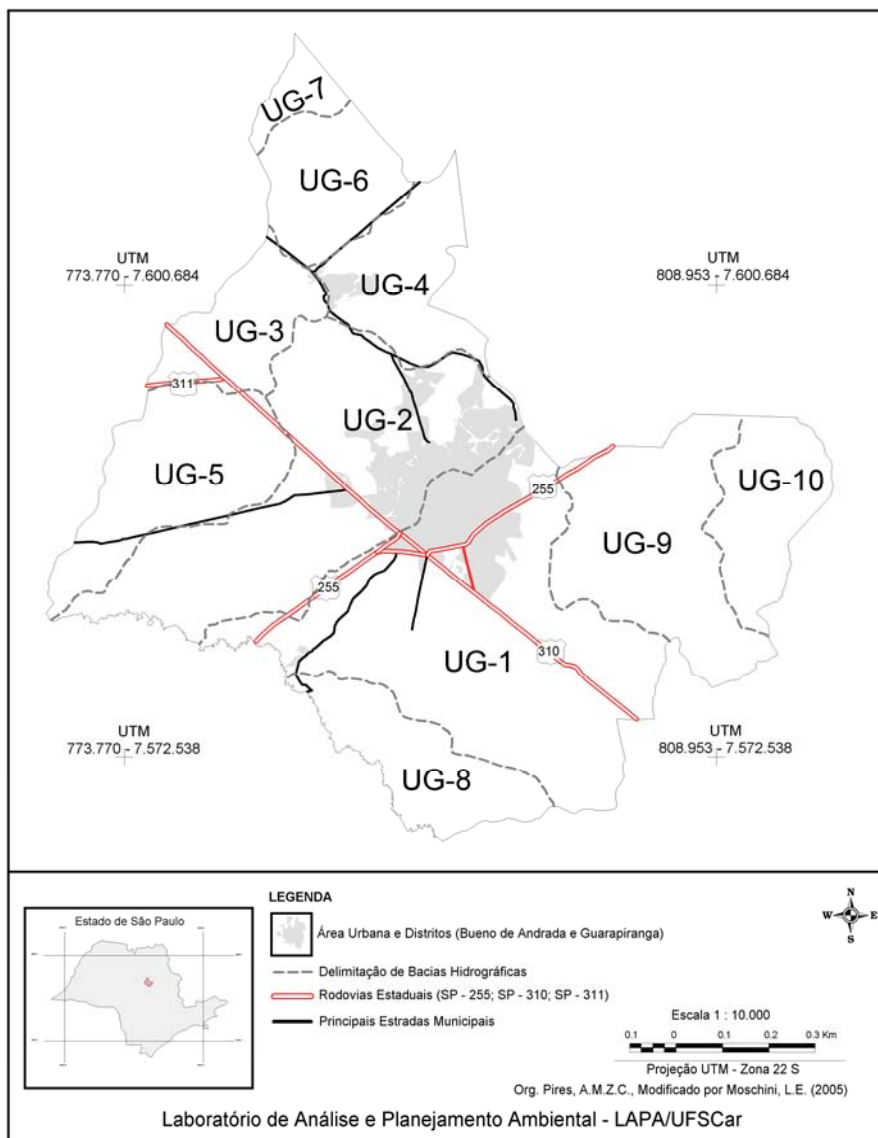 UG-7
UG-6
UTM
773.770 - 7.600.684
UTM
808.953 - 7.600.684
UG-4
UG-3
311
UG-2
UG-5
255
UG-10
UG-9
255
UG-1
310
UTM
773.770 - 7.572.538
UTM
808.953 - 7.572.538
UG-8
LEGENDA
Estado de São Paulo
Área Urbana e Distritos (Bueno de Andrada e Guarapiranga)
Delimitação de Bacias Hidrográficas
Rodovias Estaduais (SP - 255; SP - 310; SP - 311)
Principais Estradas Municipais
N
W E
S
Escala 1 : 10.000
0.1 0 0.1 0.2 0.3 Km
Projeção UTM - Zona 22 S
Org. Pires, A.M.Z.C., Modificado por Moschini, L.E. (2005)
Laboratório de Análise e Planejamento Ambiental - LAPA/UFSCar